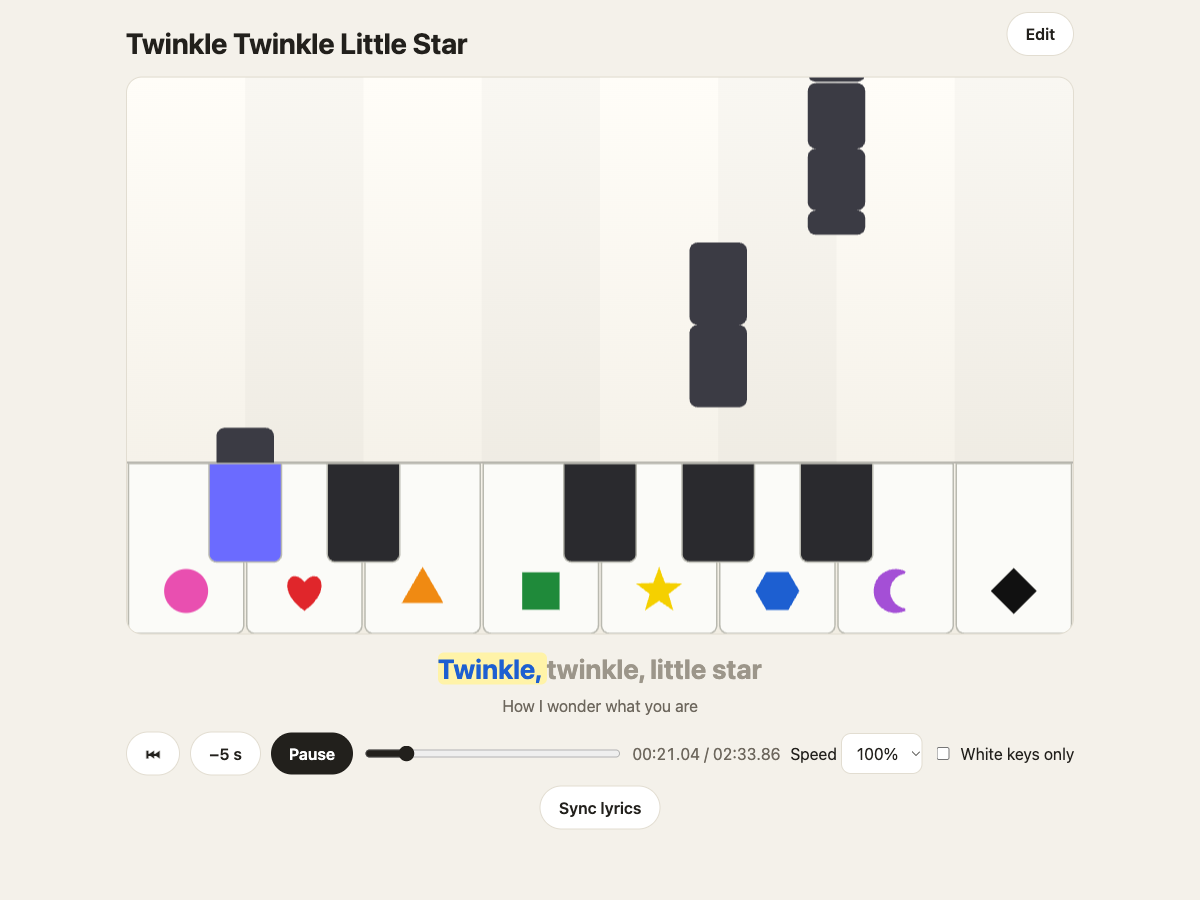 Twinkle Twinkle Little Star
Edit
Twinkle, twinkle, little star
How I wonder what you are
⏮ −5 s Pause 00:21.04 / 02:33.86 Speed 100% White keys only
Sync lyrics